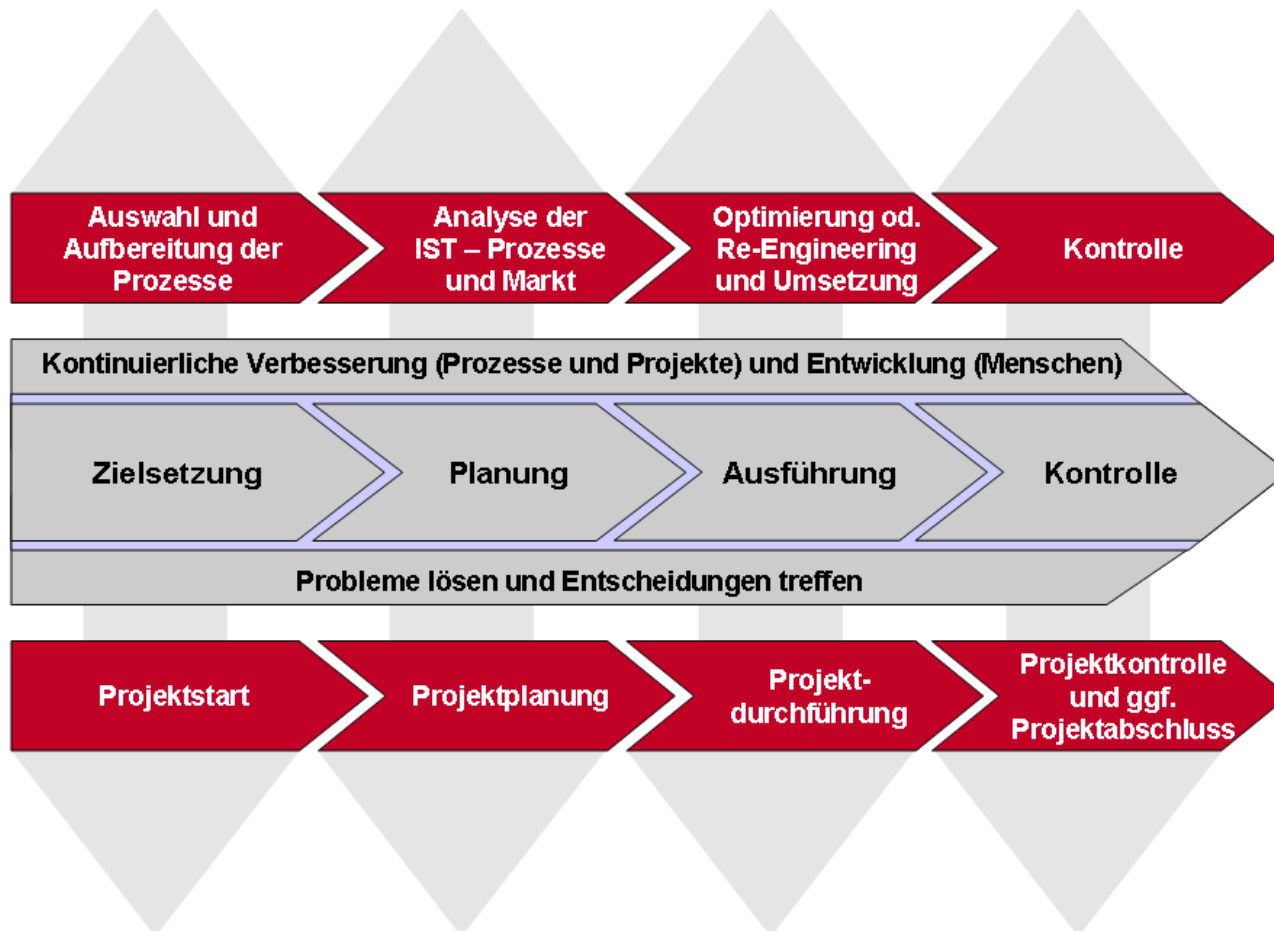 Auswahl und
Aufbereitung der
Prozesse
Analyse der
IST – Prozesse
und Markt
Optimierung od.
Re-Engineering
und Umsetzung
Kontrolle
Kontinuierliche Verbesserung (Prozesse und Projekte) und Entwicklung (Menschen)
Zielsetzung
Planung
Ausführung
Kontrolle
Probleme lösen und Entscheidungen treffen
Projektstart
Projektplanung
Projekt-
durchführung
Projektkontrolle
und ggf.
Projektabschluss